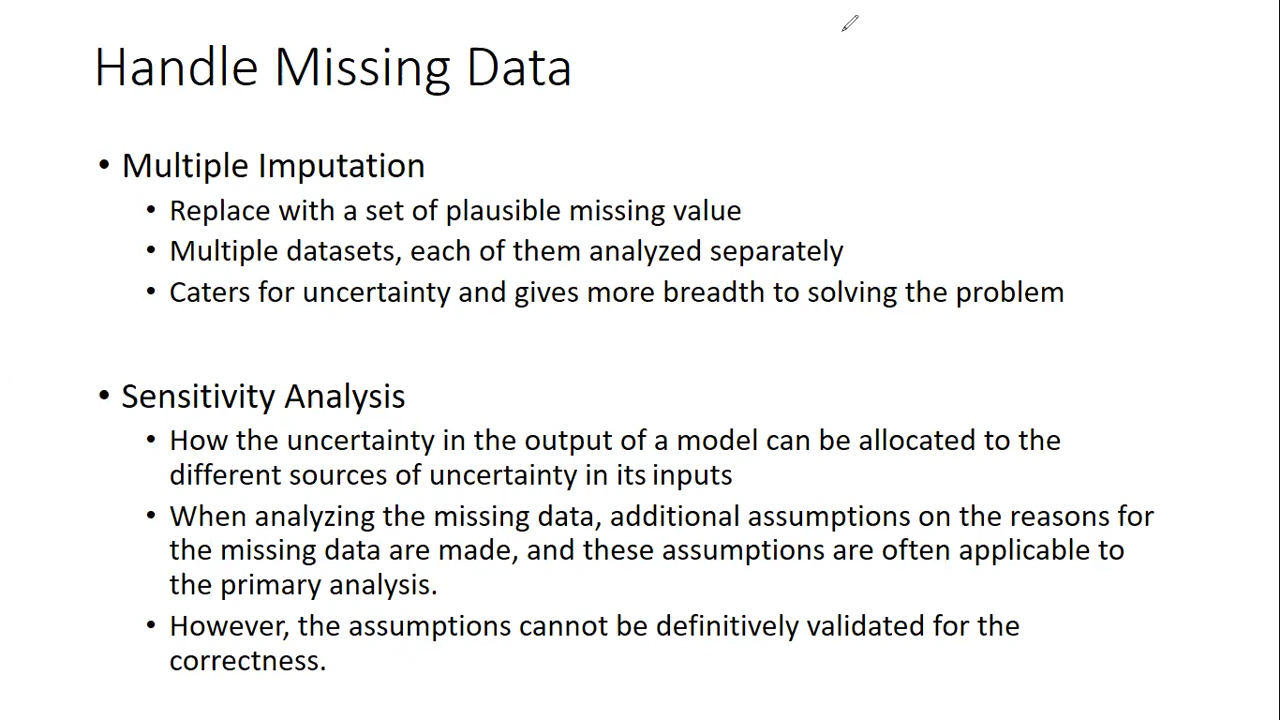 Handle Missing Data
• Multiple Imputation
• Replace with a set of plausible missing value
• Multiple datasets, each of them analyzed separately
• Caters for uncertainty and gives more breadth to solving the problem
• Sensitivity Analysis
• How the uncertainty in the output of a model can be allocated to the
different sources of uncertainty in its inputs
• When analyzing the missing data, additional assumptions on the reasons for
the missing data are made, and these assumptions are often applicable to
the primary analysis.
• However, the assumptions cannot be definitively validated for the
correctness.